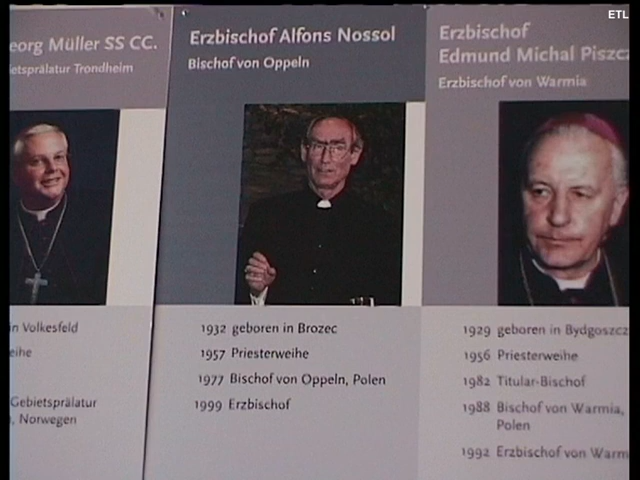 ETL
eorg Müller SS CC.
ietsprälatur Trondheim
in Volkesfeld
eihe
Gebietsprälatur
, Norwegen
Erzbischof Alfons Nossol
Bischof von Oppeln
1932 geboren in Brozec
1957 Priesterweihe
1977 Bischof von Oppeln, Polen
1999 Erzbischof
Erzbischof
Edmund Michal Piszcz
Erzbischof von Warmia
1929 geboren in Bydgoszcz
1956 Priesterweihe
1982 Titular-Bischof
1988 Bischof von Warmia,
Polen
1992 Erzbischof von Warm